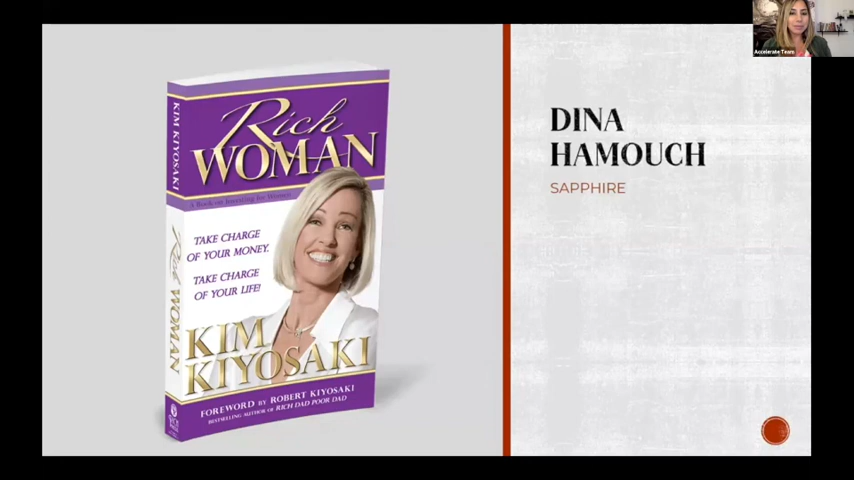 Accelerate Team
KIM KIYOSAKI
Rich WOMAN
Rich
WOMAN
A Book on Investing for Women
TAKE CHARGE
OF YOUR MONEY.
TAKE CHARGE
OF YOUR LIFE!
KIM
KIYOSAKI
FOREWORD BY ROBERT KIYOSAKI
BESTSELLING AUTHOR OF RICH DAD POOR DAD
DINA
HAMOUCH
SAPPHIRE